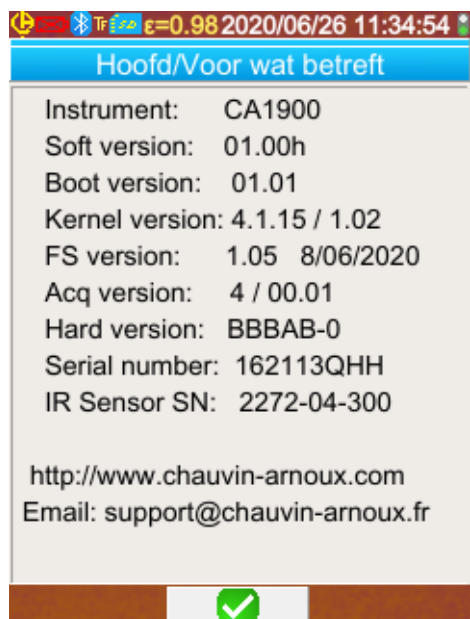 ε=0.98 2020/06/26 11:34:54
Hoofd/Voor wat betreft
Instrument: CA1900
Soft version: 01.00h
Boot version: 01.01
Kernel version: 4.1.15 / 1.02
FS version: 1.05 8/06/2020
Acq version: 4 / 00.01
Hard version: BBBAB-0
Serial number: 162113QHH
IR Sensor SN: 2272-04-300
http://www.chauvin-arnoux.com
Email: support@chauvin-arnoux.fr